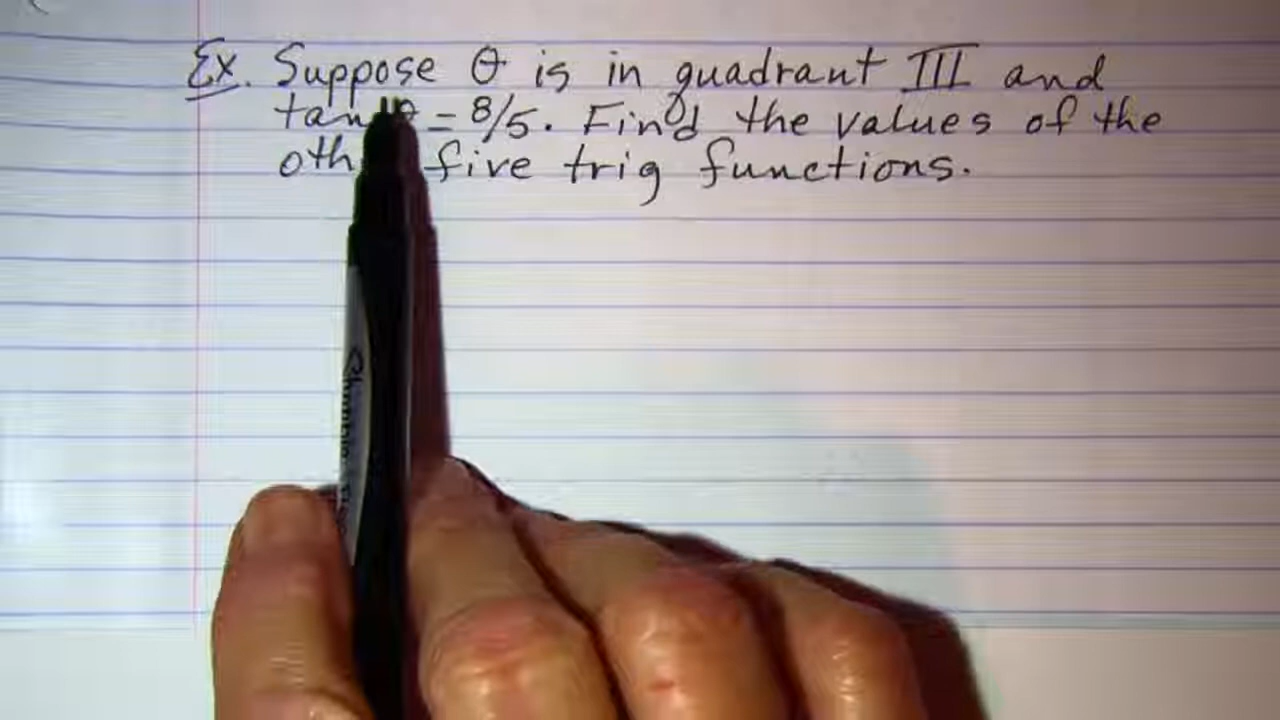 Ex. Suppose θ is in quadrant III and
tan θ = 8/5. Find the values of the
five trig functions.